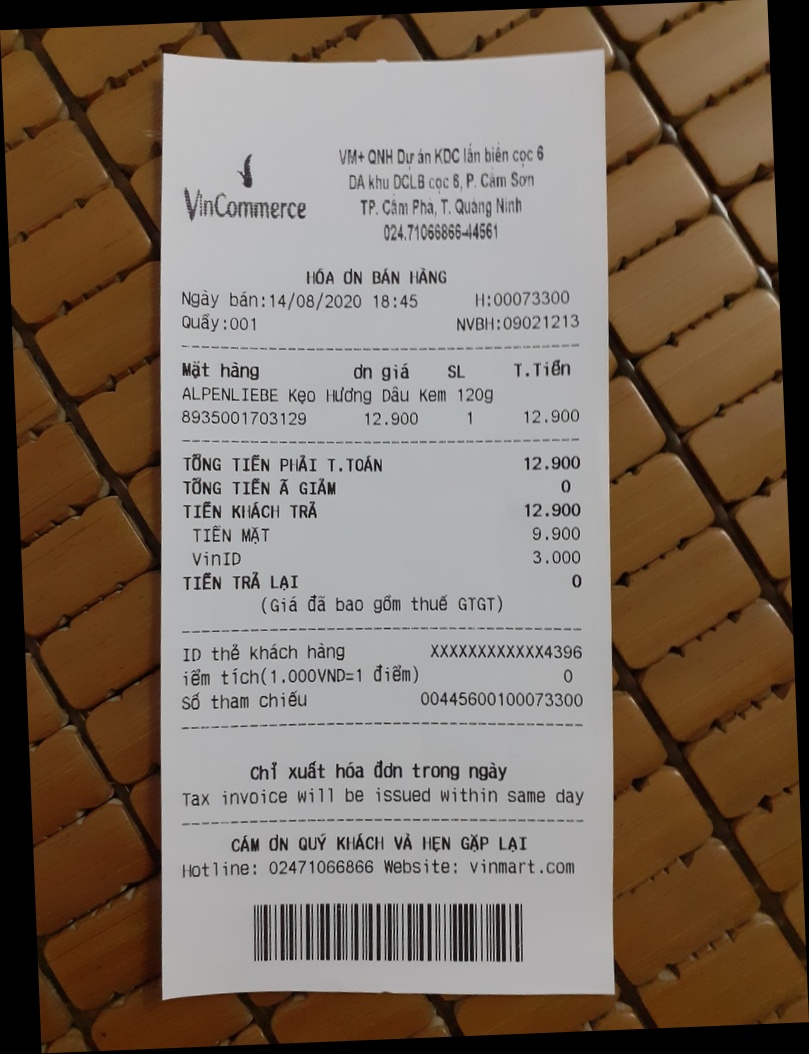 VinCommerce
VM+ QNH Dự án KDC lấn biển cọc 6
DA khu DCLB cọc 6, P. Cẩm Sơn
TP. Cẩm Phả, T. Quảng Ninh
024.71066866-44561
HÓA ƠN BÁN HÀNG
Ngày bán:14/08/2020 18:45 H:00073300
Quầy:001 NVBH:09021213
Mặt hàng ơn giá SL T.Tiền
ALPENLIEBE Kẹo Hương Dâu Kem 120g
8935001703129 12.900 1 12.900
TỔNG TIỀN PHẢI T.TOÁN 12.900
TỔNG TIỀN Ã GIẢM 0
TIỀN KHÁCH TRẢ 12.900
TIỀN MẶT 9.900
VinID 3.000
TIỀN TRẢ LẠI 0
(Giá đã bao gồm thuế GTGT)
ID thẻ khách hàng XXXXXXXXXXXX4396
iểm tích(1.000VND=1 điểm) 0
Số tham chiếu 00445600100073300
Chỉ xuất hóa đơn trong ngày
Tax invoice will be issued within same day
CẢM ƠN QUÝ KHÁCH VÀ HẸN GẶP LẠI
Hotline: 02471066866 Website: vinmart.com